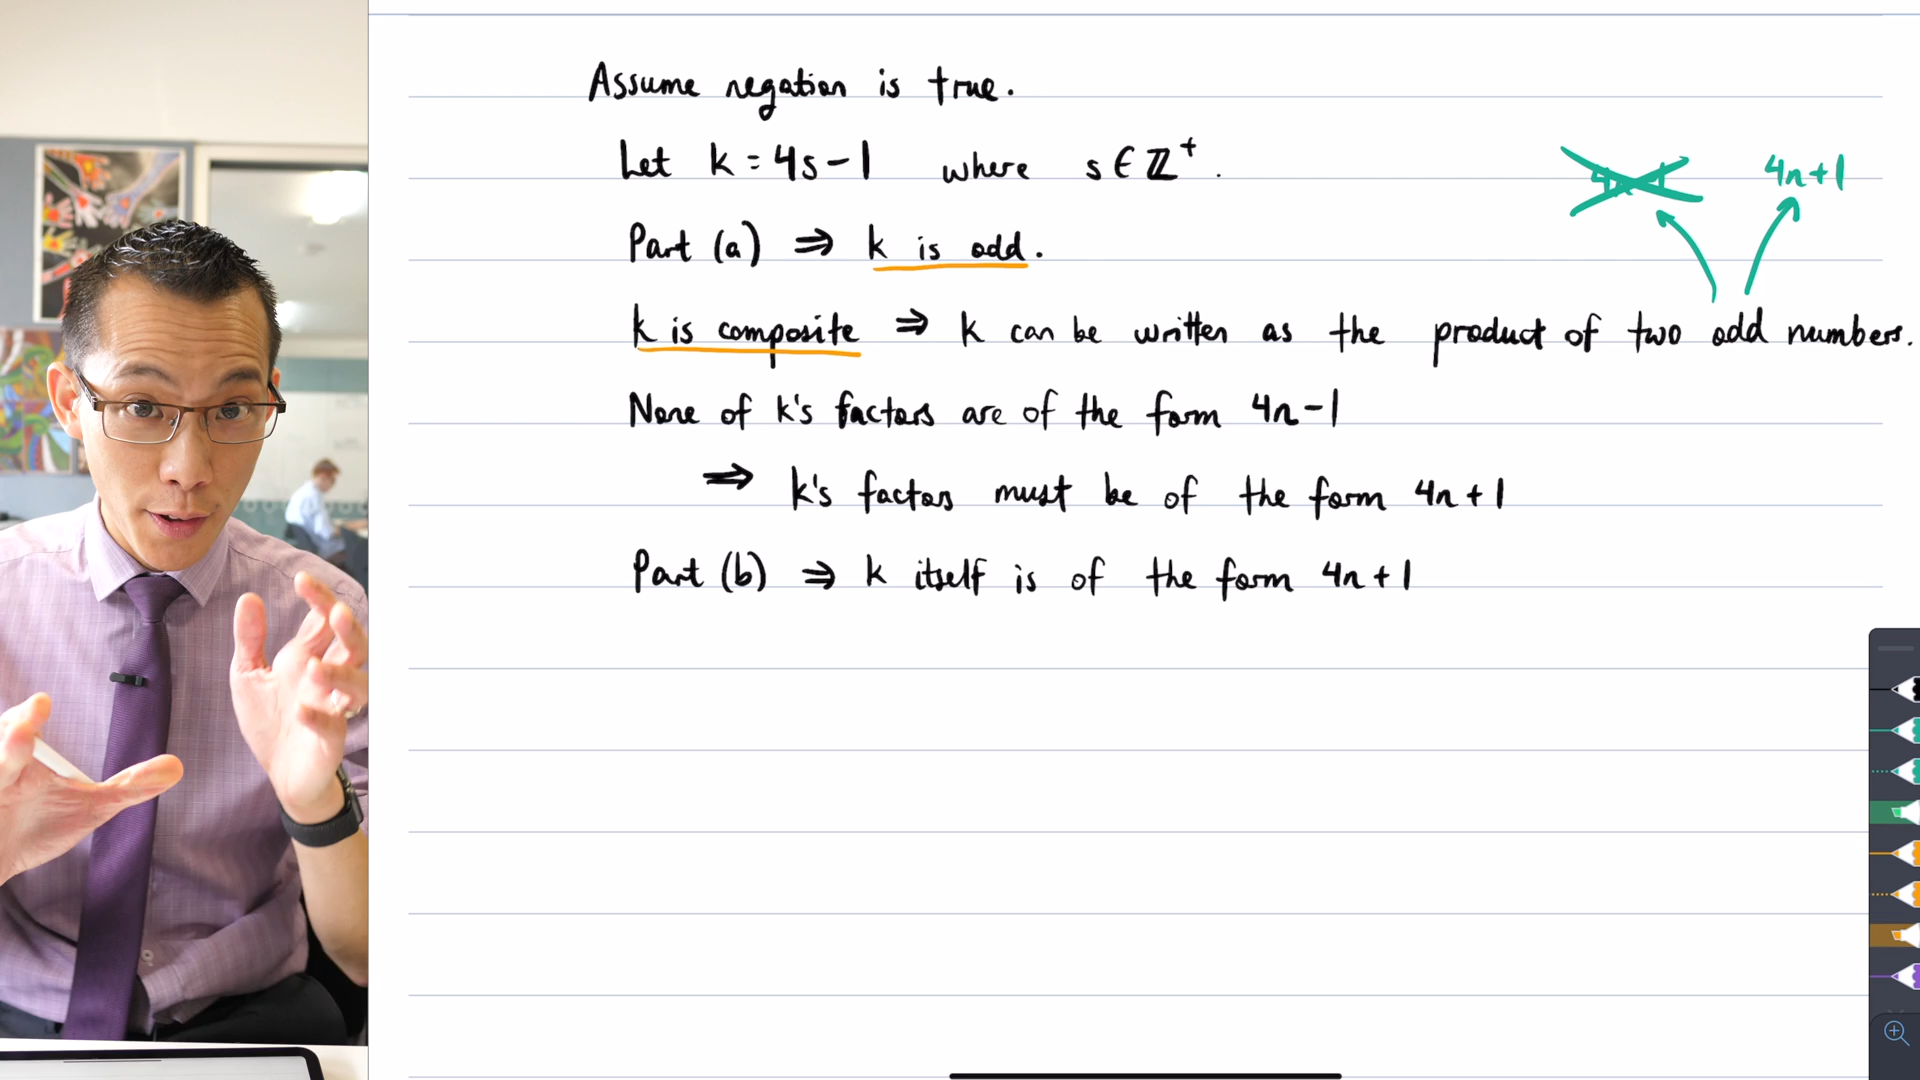 Assume negation is true.
Let k = 4s - 1 where s ∈ ℤ⁺.
4n+1
Part (a) ⇒ k is odd.
k is composite ⇒ k can be written as the product of two odd numbers.
None of k's factors are of the form 4n-1
⇒ k's factors must be of the form 4n+1
Part (b) ⇒ k itself is of the form 4n+1